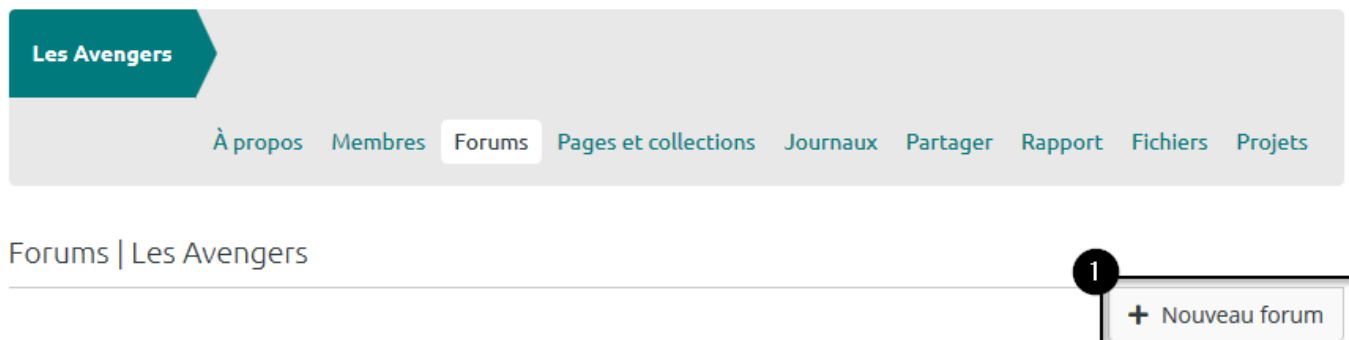 Les Avengers
À propos Membres Forums Pages et collections Journaux Partager Rapport Fichiers Projets
Forums | Les Avengers
1
+ Nouveau forum